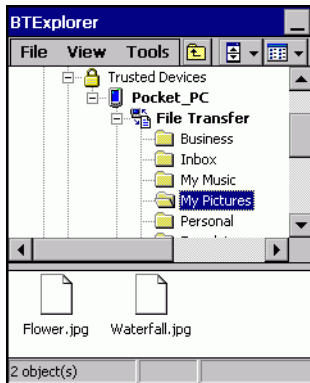 BTExplorer
File View Tools
Trusted Devices
Pocket_PC
File Transfer
Business
Inbox
My Music
My Pictures
Personal
Flower.jpg Waterfall.jpg
2 object(s)